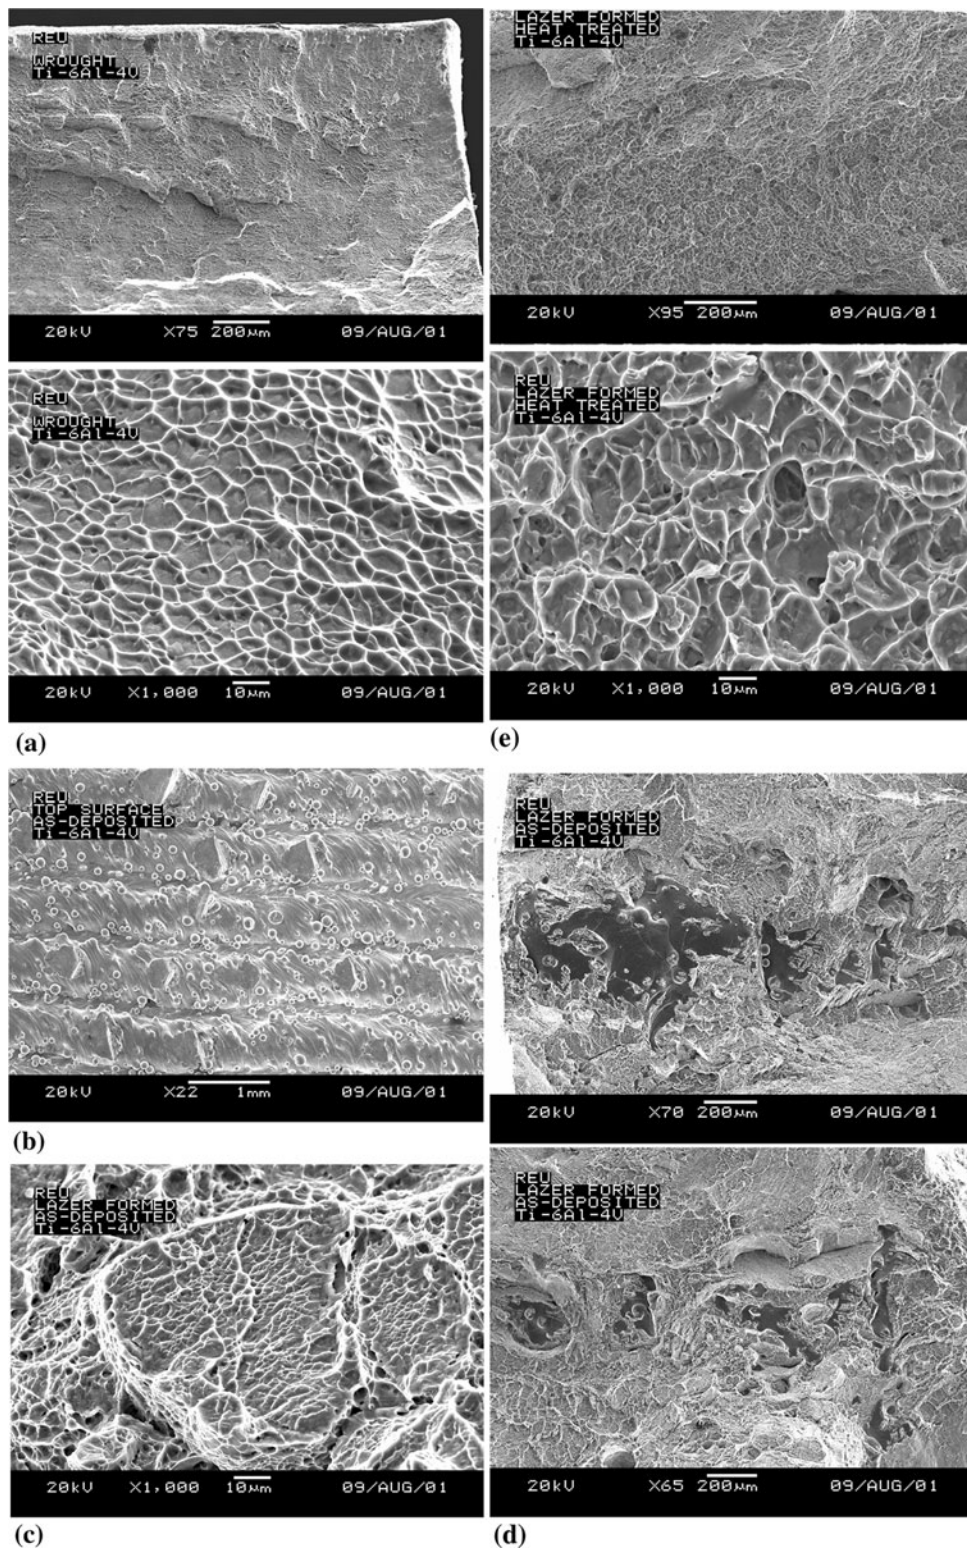 REU
WROUGHT
Ti-6Al-4V
20kV X75 200μm 09/AUG/01
REU
WROUGHT
Ti-6Al-4V
20kV X1,000 10μm 09/AUG/01
(a)
REU
TOP SURFACE
AS-DEPOSITED
Ti-6Al-4V
20kV X22 1mm 09/AUG/01
(b)
REU
LAZER FORMED
AS-DEPOSITED
Ti-6Al-4V
20kV X1,000 10μm 09/AUG/01
(c)
LAZER FORMED
HEAT TREATED
Ti-6Al-4V
20kV X95 200μm 09/AUG/01
REU
LAZER FORMED
HEAT TREATED
Ti-6Al-4V
20kV X1,000 10μm 09/AUG/01
(e)
REU
LAZER FORMED
AS-DEPOSITED
Ti-6Al-4V
20kV X70 200μm 09/AUG/01
REU
LAZER FORMED
AS-DEPOSITED
Ti-6Al-4V
20kV X65 200μm 09/AUG/01
(d)